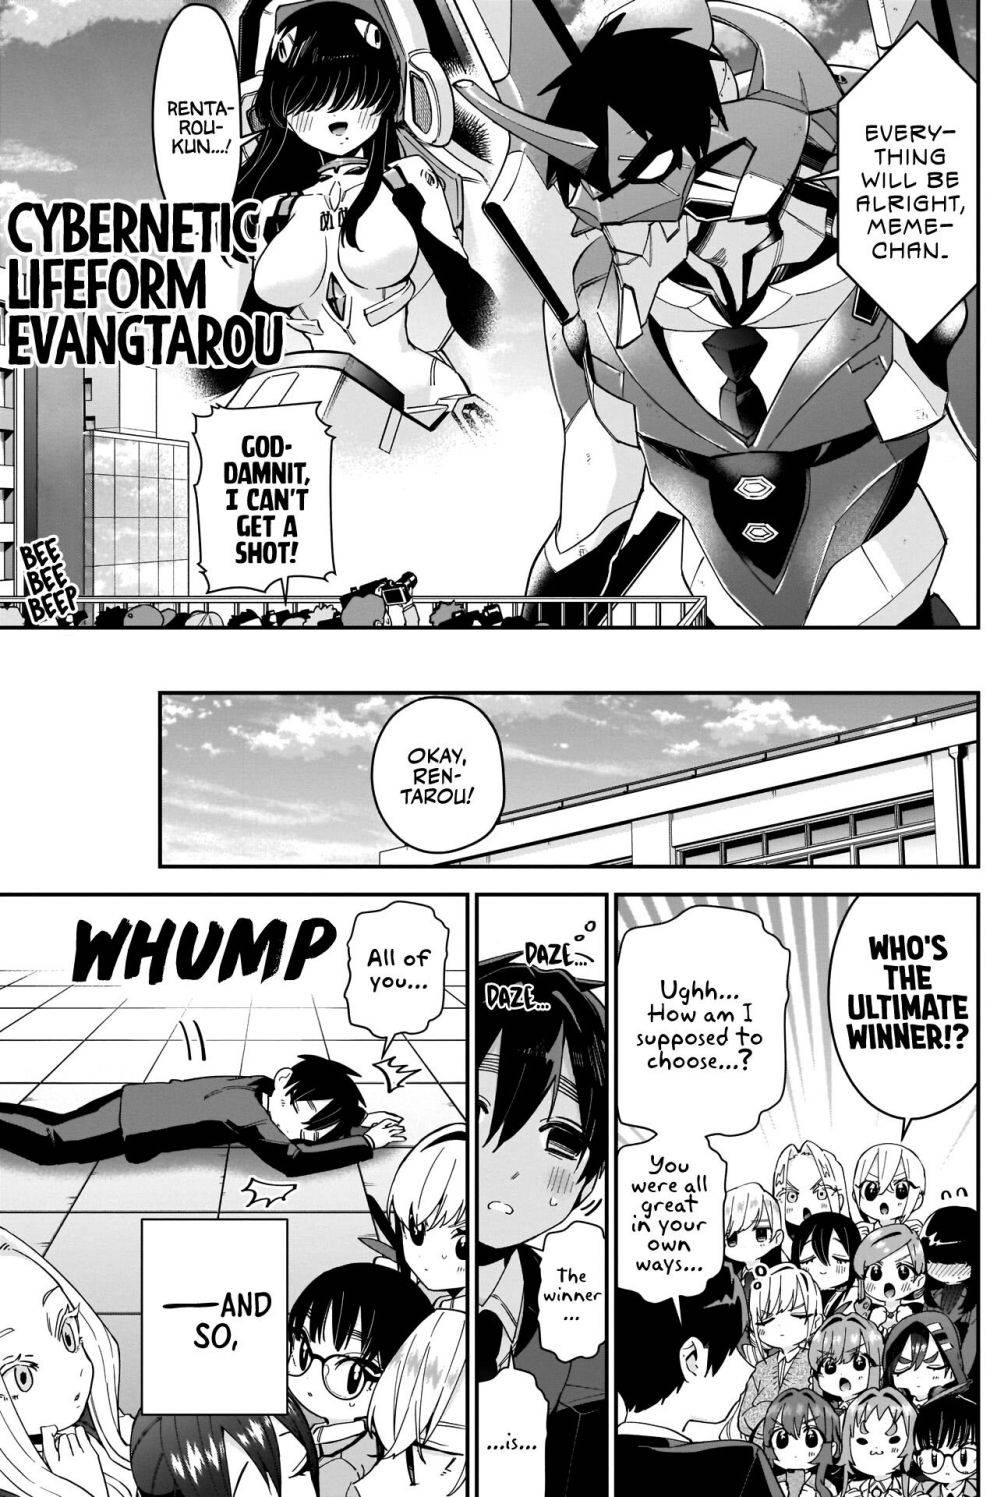 EVERY-
THING
WILL BE
ALRIGHT,
MEME-
CHAN.
RENTA-
ROU-
KUN...!
CYBERNETIC
LIFEFORM
EVANGTAROU
GOD-
DAMNIT,
I CAN'T
GET A
SHOT!
BEE
BEE
BEEP
OKAY,
REN-
TAROU!
WHO'S
THE
ULTIMATE
WINNER!?
Ughh...
How am I
supposed to
choose...?
You
were all
great
in your
own
ways...
DAZE...
DAZE...
The
winner
...
...is...
All of
you...
WHUMP
—AND
SO,